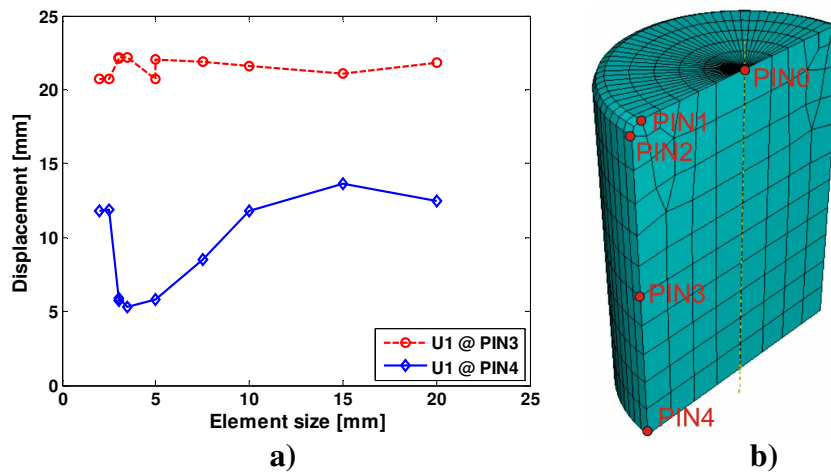 25
20
15
10
5
0
Displacement [mm]
0 5 10 15 20 25
Element size [mm]
U1 @ PIN3
U1 @ PIN4
a)
PIN0
PIN1
PIN2
PIN3
PIN4
b)